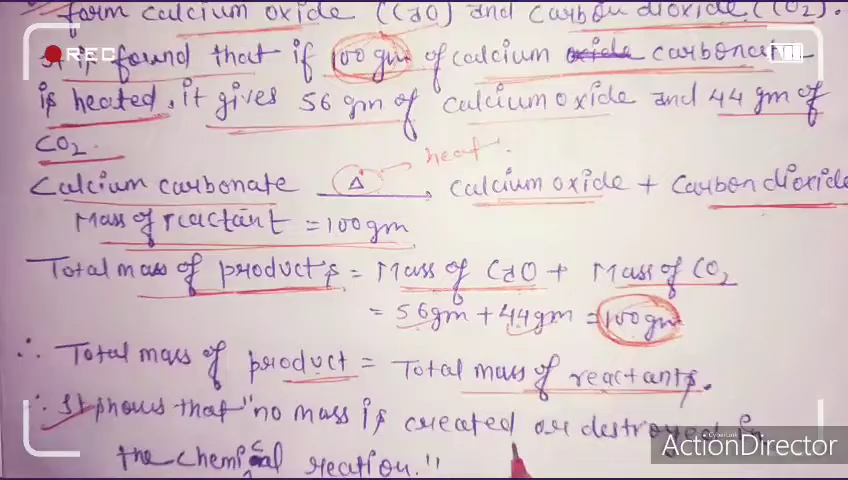 form calcium oxide (CaO) and carbon dioxide (CO2).
REC
It is found that if 100 gm of calcium oxide carbonate
is heated, it gives 56 gm of calcium oxide and 44 gm of
CO2.
heat.
Calcium carbonate Δ → calcium oxide + Carbon dioxide
Mass of reactant = 100gm
Total mass of products = Mass of CaO + Mass of CO2
= 56gm + 44gm = 100gm
∴ Total mass of product = Total mass of reactants.
∴ It shows that "no mass is created or destroyed in
CyberLink
ActionDirector
the chemical reation."